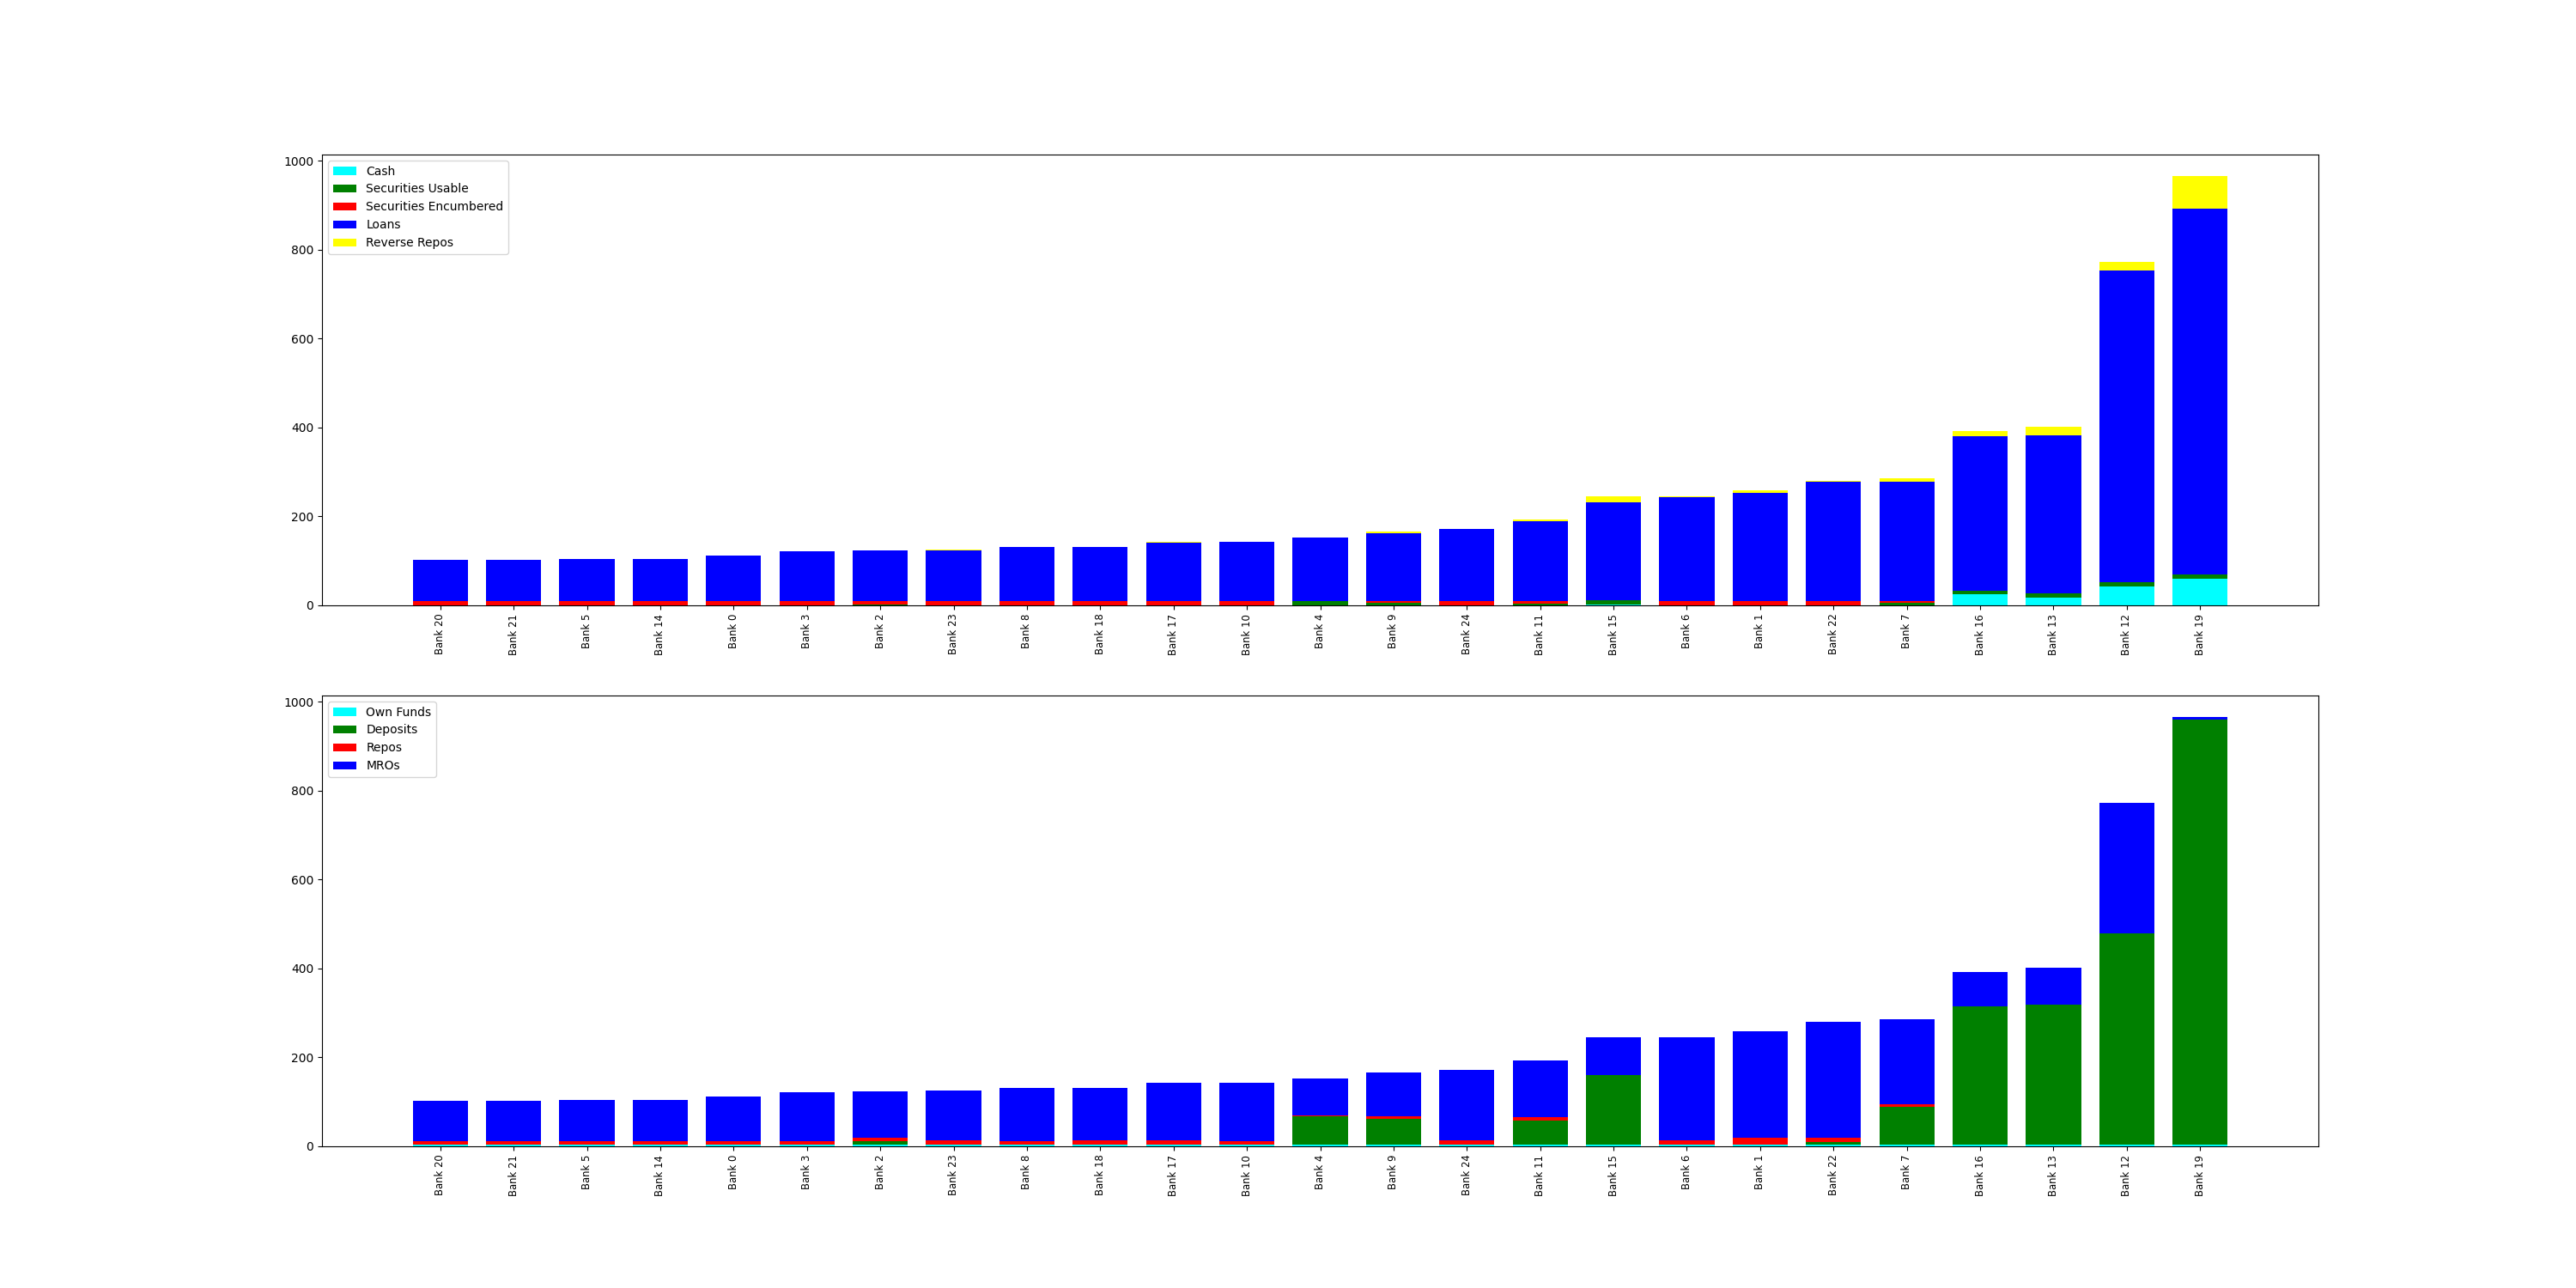 1000
800
600
400
200
0
Cash
Securities Usable
Securities Encumbered
Loans
Reverse Repos
Bank 20
Bank 21
Bank 5
Bank 14
Bank 0
Bank 3
Bank 2
Bank 23
Bank 8
Bank 18
Bank 17
Bank 10
Bank 4
Bank 9
Bank 24
Bank 11
Bank 15
Bank 6
Bank 1
Bank 22
Bank 7
Bank 16
Bank 13
Bank 12
Bank 19
1000
800
600
400
200
0
Own Funds
Deposits
Repos
MROs
Bank 20
Bank 21
Bank 5
Bank 14
Bank 0
Bank 3
Bank 2
Bank 23
Bank 8
Bank 18
Bank 17
Bank 10
Bank 4
Bank 9
Bank 24
Bank 11
Bank 15
Bank 6
Bank 1
Bank 22
Bank 7
Bank 16
Bank 13
Bank 12
Bank 19